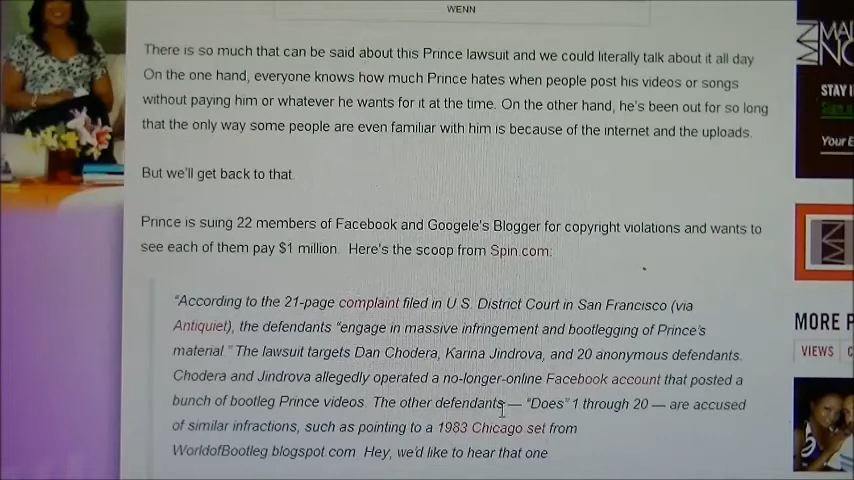 WENN
There is so much that can be said about this Prince lawsuit and we could literally talk about it all day
On the one hand, everyone knows how much Prince hates when people post his videos or songs
without paying him or whatever he wants for it at the time. On the other hand, he's been out for so long
that the only way some people are even familiar with him is because of the internet and the uploads.
But we'll get back to that.
Prince is suing 22 members of Facebook and Googele's Blogger for copyright violations and wants to
see each of them pay $1 million. Here's the scoop from Spin.com:
"According to the 21-page complaint filed in U.S. District Court in San Francisco (via
Antiquiet), the defendants "engage in massive infringement and bootlegging of Prince's
material." The lawsuit targets Dan Chodera, Karina Jindrova, and 20 anonymous defendants.
Chodera and Jindrova allegedly operated a no-longer-online Facebook account that posted a
bunch of bootleg Prince videos. The other defendants — "Does" 1 through 20 — are accused
of similar infractions, such as pointing to a 1983 Chicago set from
WorldofBootleg.blogspot.com. Hey, we'd like to hear that one
STAY
Your E
MORE P
VIEWS